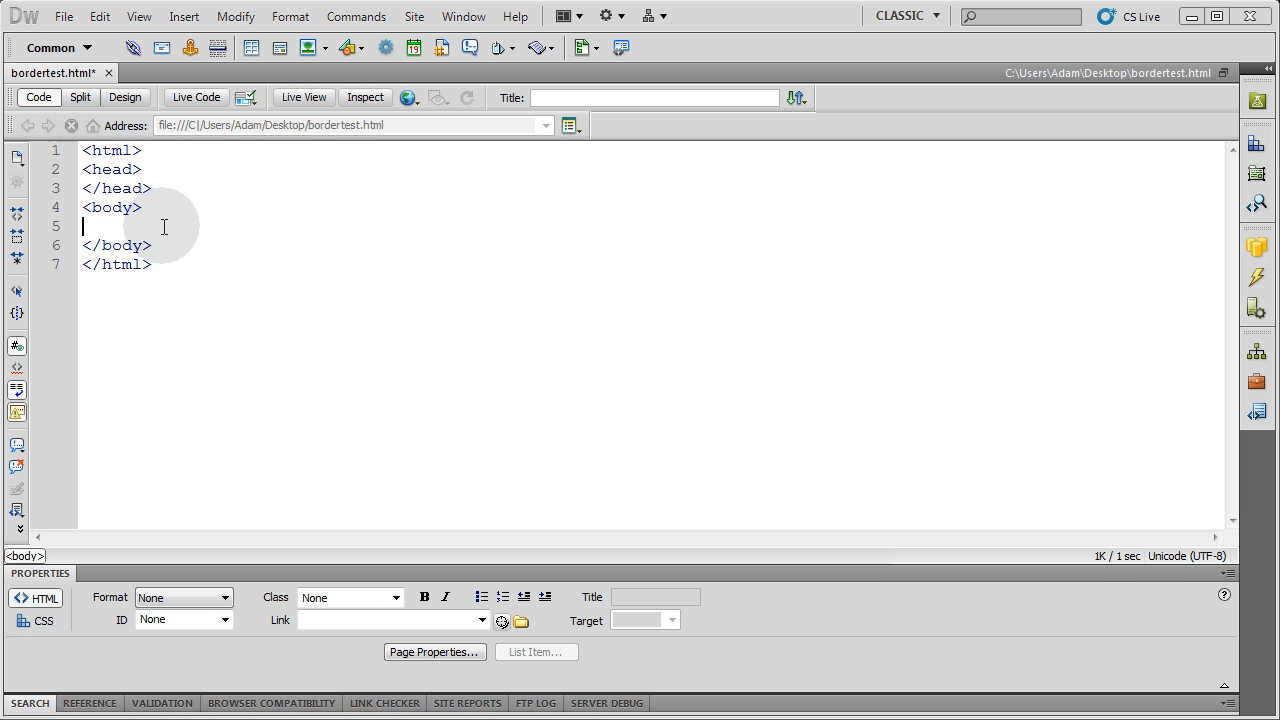 Dw File Edit View Insert Modify Format Commands Site Window Help CLASSIC CS Live
Common
bordertest.html* C:\Users\Adam\Desktop\bordertest.html
Code Split Design Live Code Live View Inspect Title:
Address: file:///C|/Users/Adam/Desktop/bordertest.html
1 <html>
2 <head>
3 </head>
4 <body>
5
6 </body>
7 </html>
<body> 1K / 1 sec Unicode (UTF-8)
PROPERTIES
<> HTML Format None Class None B I Title
CSS ID None Link Target
Page Properties... List Item...
SEARCH REFERENCE VALIDATION BROWSER COMPATIBILITY LINK CHECKER SITE REPORTS FTP LOG SERVER DEBUG